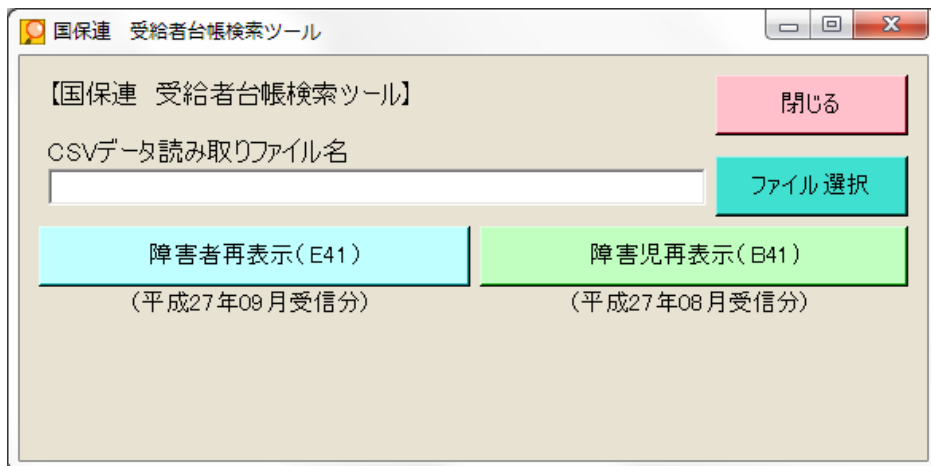 国保連　受給者台帳検索ツール
【国保連　受給者台帳検索ツール】
閉じる
CSVデータ読み取りファイル名
ファイル選択
障害者再表示(E41)
障害児再表示(B41)
(平成27年09月受信分)
(平成27年08月受信分)